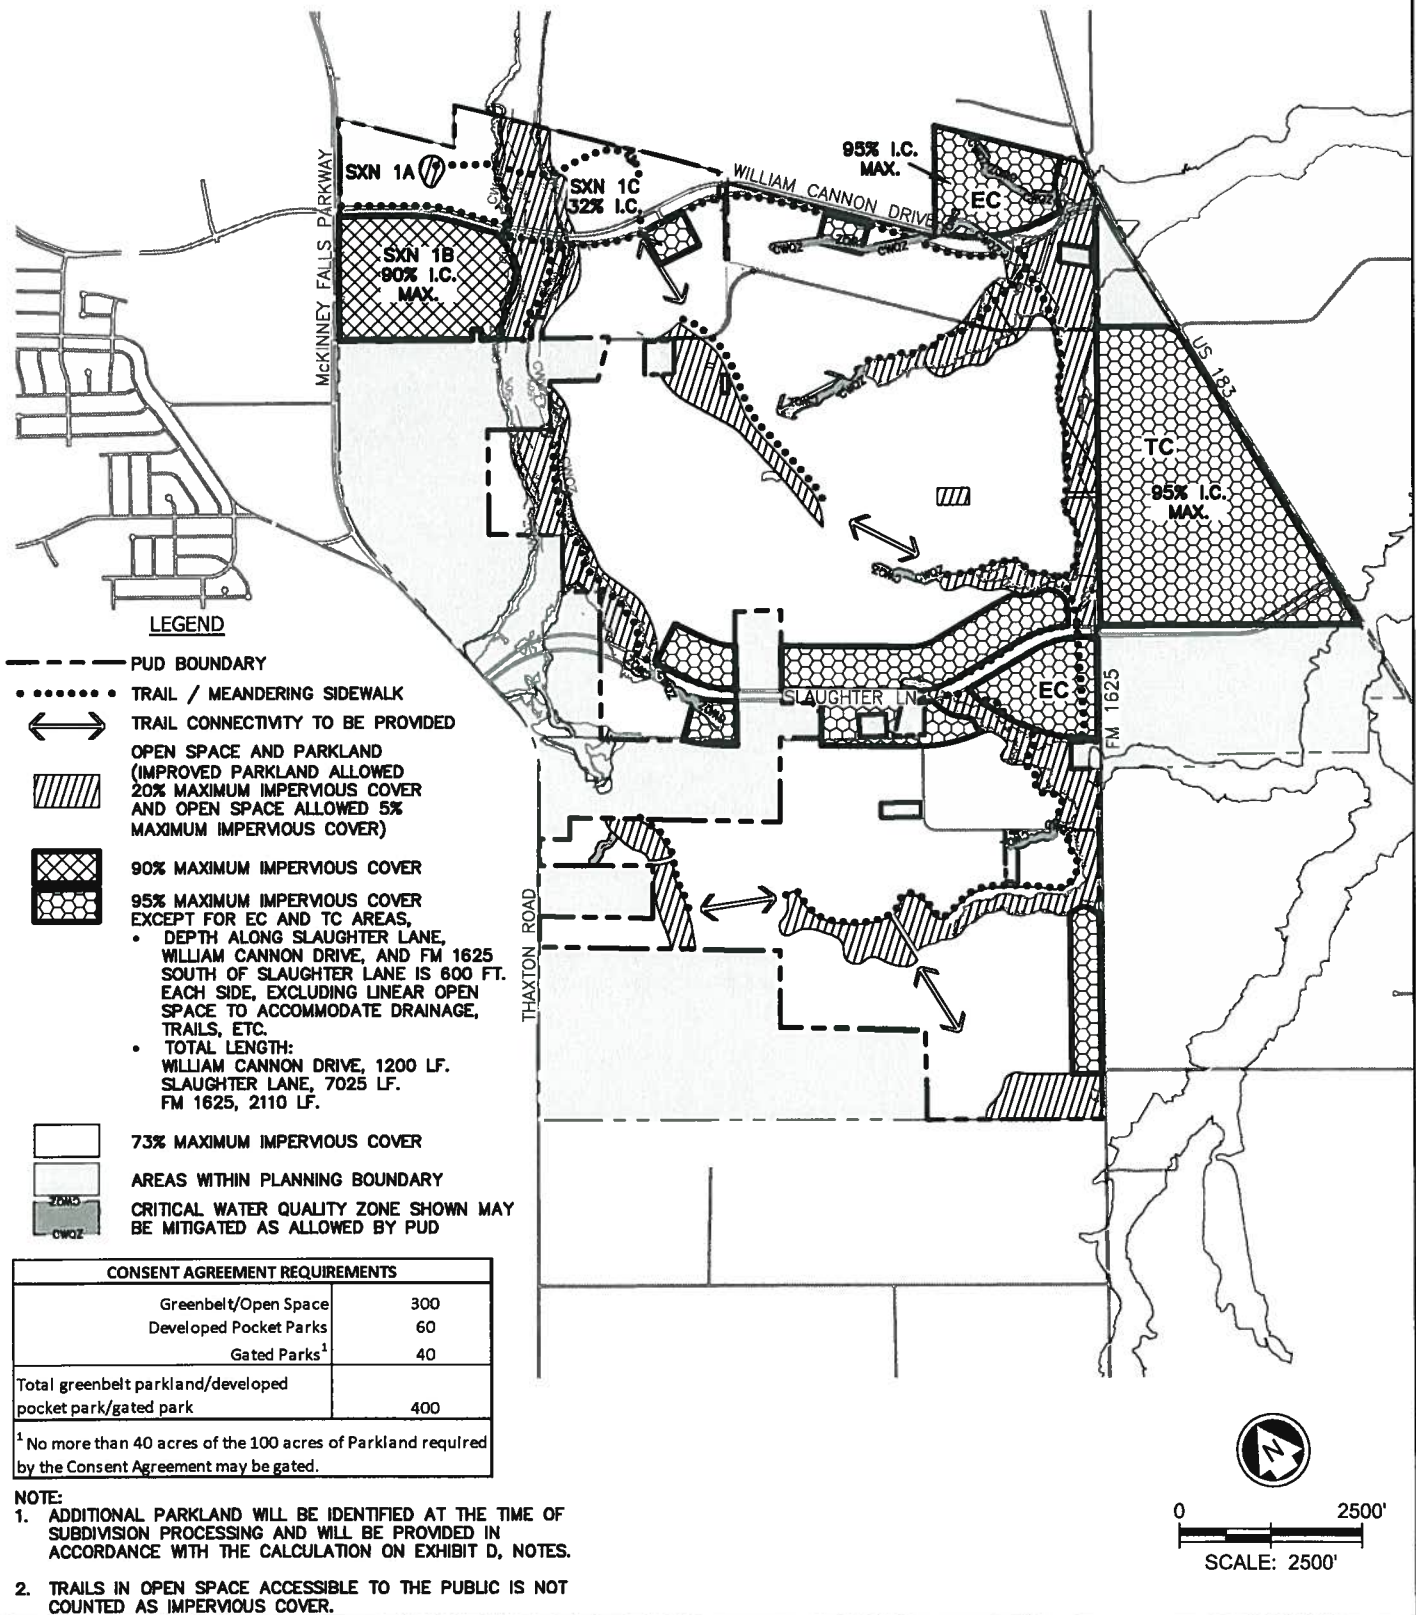 McKINNEY FALLS PARKWAY
SXN 1A
SXN 1C
32% I.C.
SXN 1B
90% I.C.
MAX.
WILLIAM CANNON DRIVE
95% I.C.
MAX.
EC
CWQZ
CWQZ
CWQZ
US 183
TC
95% I.C.
MAX.
SLAUGHTER LN
EC
FM 1625
THAXTON ROAD
LEGEND
PUD BOUNDARY
TRAIL / MEANDERING SIDEWALK
TRAIL CONNECTIVITY TO BE PROVIDED
OPEN SPACE AND PARKLAND
(IMPROVED PARKLAND ALLOWED
20% MAXIMUM IMPERVIOUS COVER
AND OPEN SPACE ALLOWED 5%
MAXIMUM IMPERVIOUS COVER)
90% MAXIMUM IMPERVIOUS COVER
95% MAXIMUM IMPERVIOUS COVER
EXCEPT FOR EC AND TC AREAS,
• DEPTH ALONG SLAUGHTER LANE,
WILLIAM CANNON DRIVE, AND FM 1625
SOUTH OF SLAUGHTER LANE IS 600 FT.
EACH SIDE, EXCLUDING LINEAR OPEN
SPACE TO ACCOMMODATE DRAINAGE,
TRAILS, ETC.
• TOTAL LENGTH:
WILLIAM CANNON DRIVE, 1200 LF.
SLAUGHTER LANE, 7025 LF.
FM 1625, 2110 LF.
73% MAXIMUM IMPERVIOUS COVER
AREAS WITHIN PLANNING BOUNDARY
CWQZ
CRITICAL WATER QUALITY ZONE SHOWN MAY
BE MITIGATED AS ALLOWED BY PUD
CWQZ
CONSENT AGREEMENT REQUIREMENTS
Greenbelt/Open Space 300
Developed Pocket Parks 60
Gated Parks¹ 40
Total greenbelt parkland/developed
pocket park/gated park 400
¹ No more than 40 acres of the 100 acres of Parkland required
by the Consent Agreement may be gated.
NOTE:
1. ADDITIONAL PARKLAND WILL BE IDENTIFIED AT THE TIME OF
SUBDIVISION PROCESSING AND WILL BE PROVIDED IN
ACCORDANCE WITH THE CALCULATION ON EXHIBIT D, NOTES.
2. TRAILS IN OPEN SPACE ACCESSIBLE TO THE PUBLIC IS NOT
COUNTED AS IMPERVIOUS COVER.
N
0 2500'
SCALE: 2500'